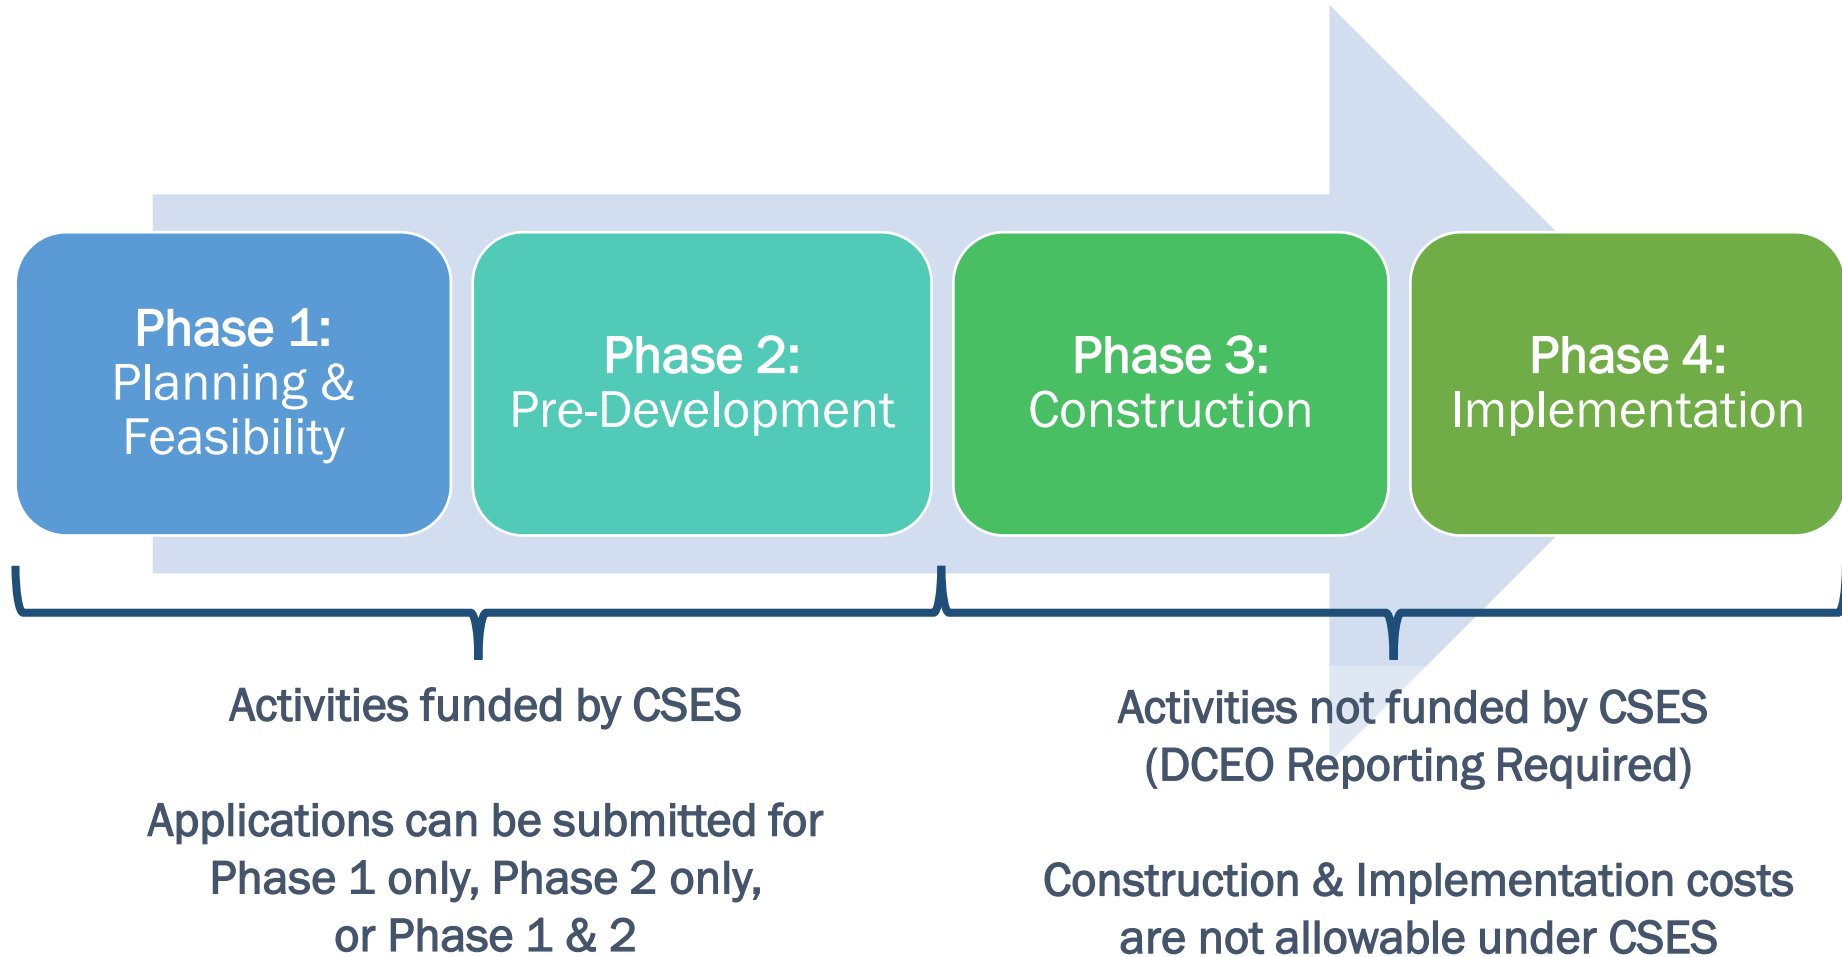 Phase 1:
Planning &
Feasibility
Phase 2:
Pre-Development
Phase 3:
Construction
Phase 4:
Implementation
Activities funded by CSES
Applications can be submitted for
Phase 1 only, Phase 2 only,
or Phase 1 & 2
Activities not funded by CSES
(DCEO Reporting Required)
Construction & Implementation costs
are not allowable under CSES